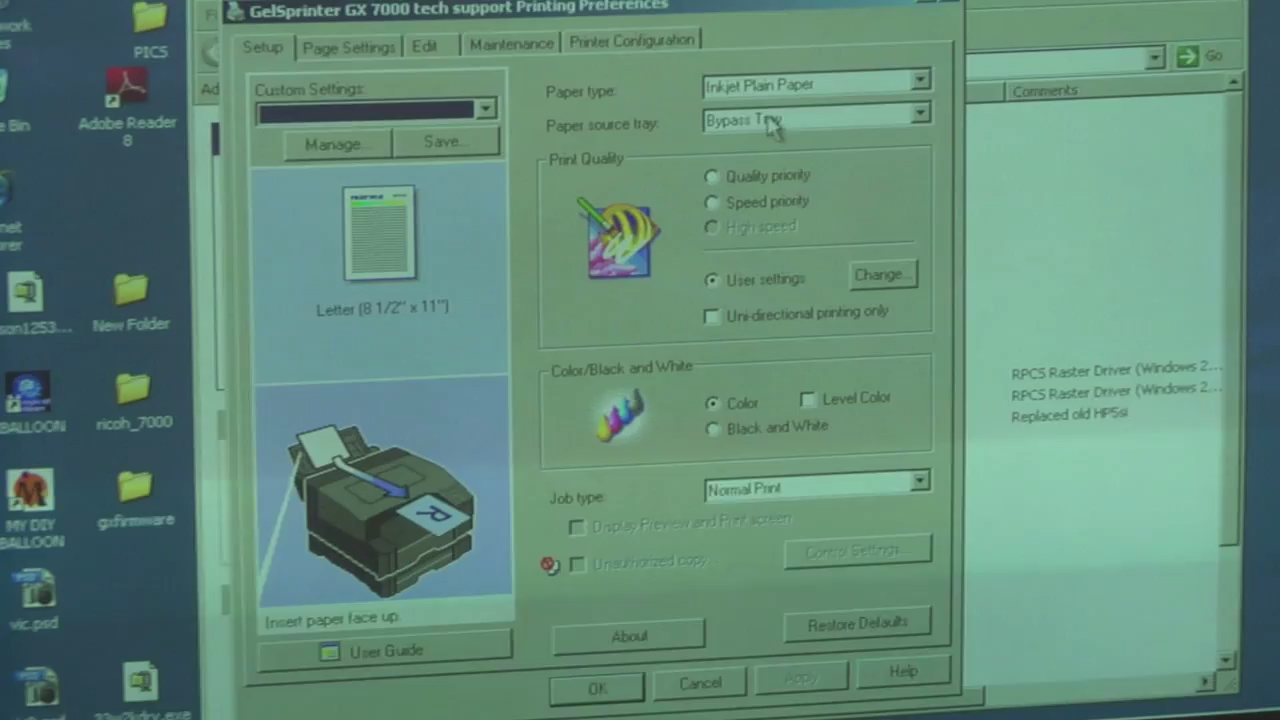 GelSprinter GX 7000 tech support Printing Preferences
Setup
Page Settings
Edit
Maintenance
Printer Configuration
Custom Settings:
Manage...
Save...
Letter (8 1/2" x 11")
Insert paper face up.
User Guide
Paper type:
Inkjet Plain Paper
Paper source tray:
Bypass Tray
Print Quality
Quality priority
Speed priority
High speed
User settings
Change...
Uni-directional printing only
Color/Black and White
Color
Level Color
Black and White
Job type:
Normal Print
Display Preview and Print screen
Unauthorized copy...
Control Settings...
About
Restore Defaults
OK
Cancel
Apply
Help
Go
Comments
RPCS Raster Driver (Windows 2...
RPCS Raster Driver (Windows 2...
Replaced old HP5si
PICS
Adobe Reader
8
Bin
New Folder
son1253...
BALLOON
ricoh_7000
MY DIY
BALLOON
gxfirmware
vic.psd